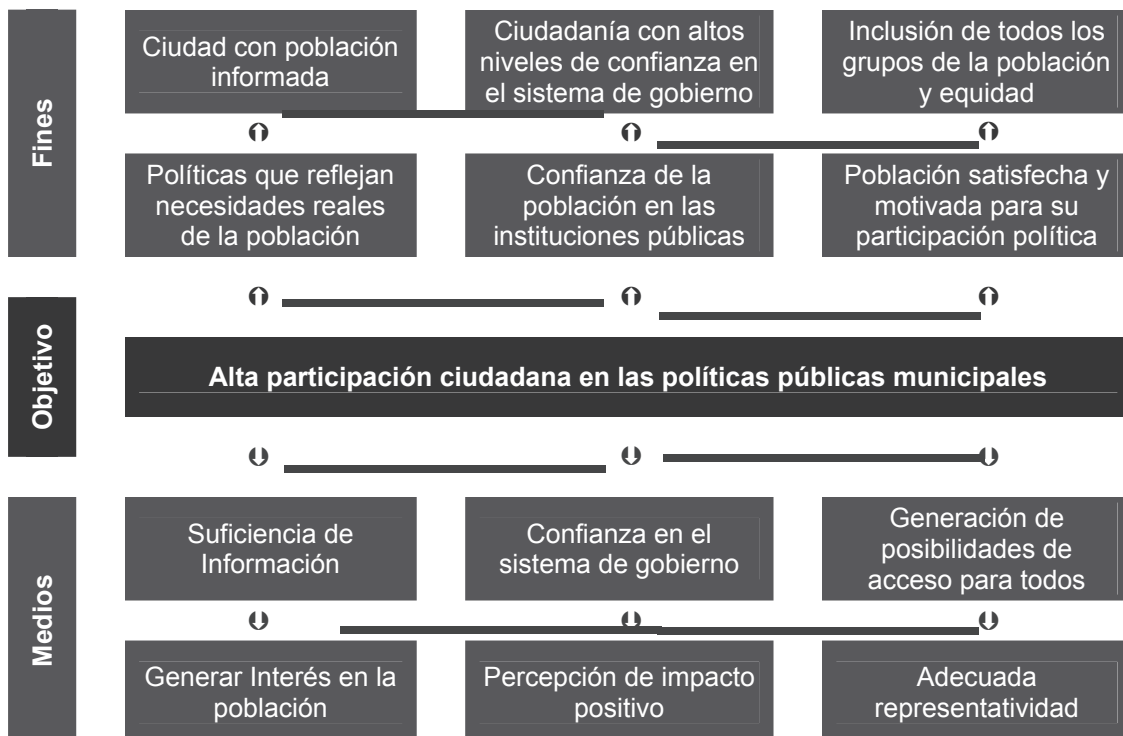 Fines
Ciudad con población
informada
Ciudadanía con altos
niveles de confianza en
el sistema de gobierno
Inclusión de todos los
grupos de la población
y equidad
Políticas que reflejan
necesidades reales
de la población
Confianza de la
población en las
instituciones públicas
Población satisfecha y
motivada para su
participación política
Objetivo
Alta participación ciudadana en las políticas públicas municipales
Medios
Suficiencia de
Información
Confianza en el
sistema de gobierno
Generación de
posibilidades de
acceso para todos
Generar Interés en la
población
Percepción de impacto
positivo
Adecuada
representatividad